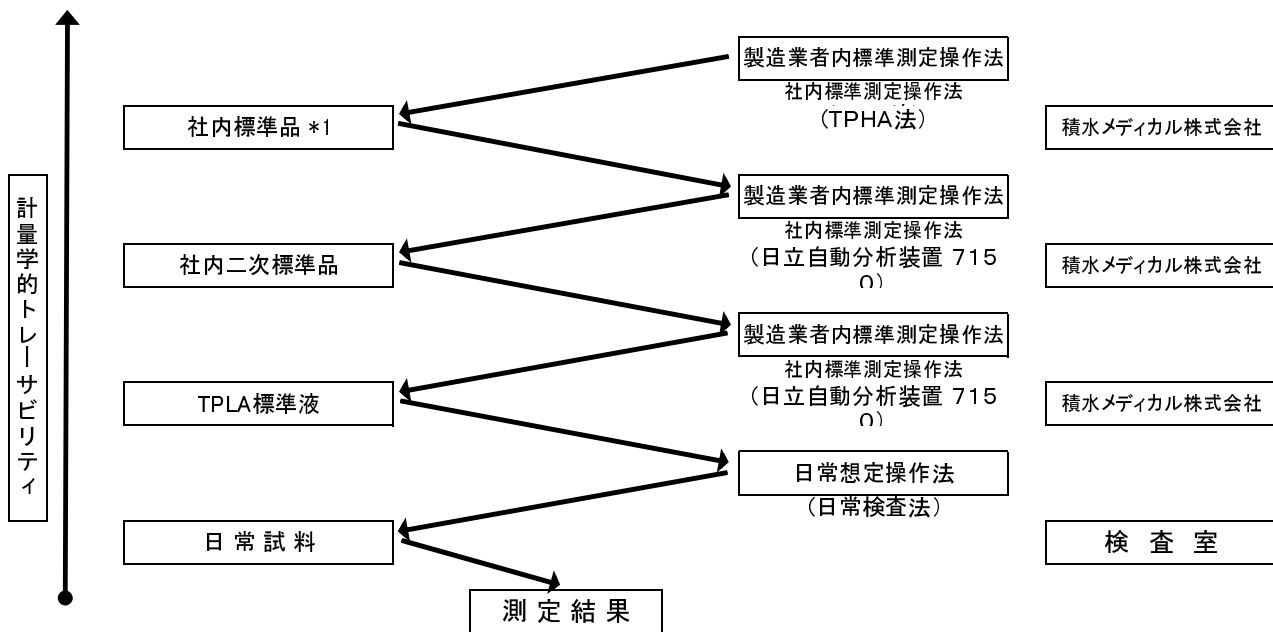 製造業者内標準測定操作法
社内標準測定操作法
（TPHA法）
社内標準品 *1
積水メディカル株式会社
製造業者内標準測定操作法
社内標準測定操作法
（日立自動分析装置 715
0）
社内二次標準品
積水メディカル株式会社
製造業者内標準測定操作法
社内標準測定操作法
（日立自動分析装置 715
0）
TPLA標準液
積水メディカル株式会社
日常想定操作法
（日常検査法）
日 常 試 料
検 査 室
測 定 結 果
計量学的トレーサビリティ